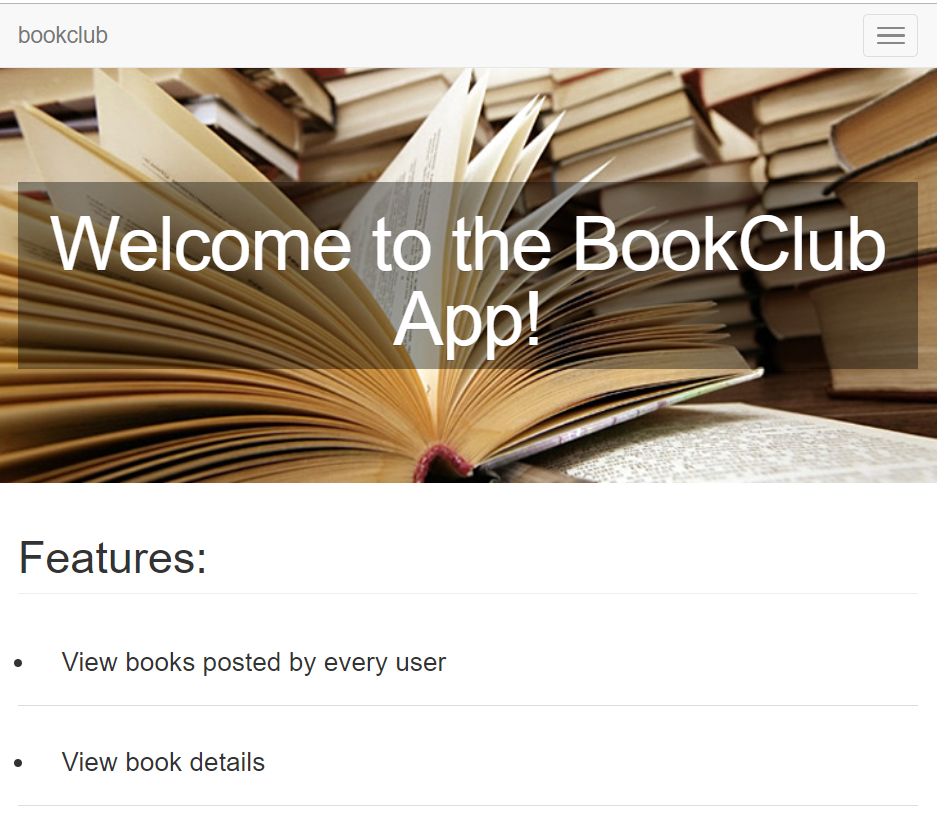 bookclub
Welcome to the BookClub
App!
Features:
View books posted by every user
View book details